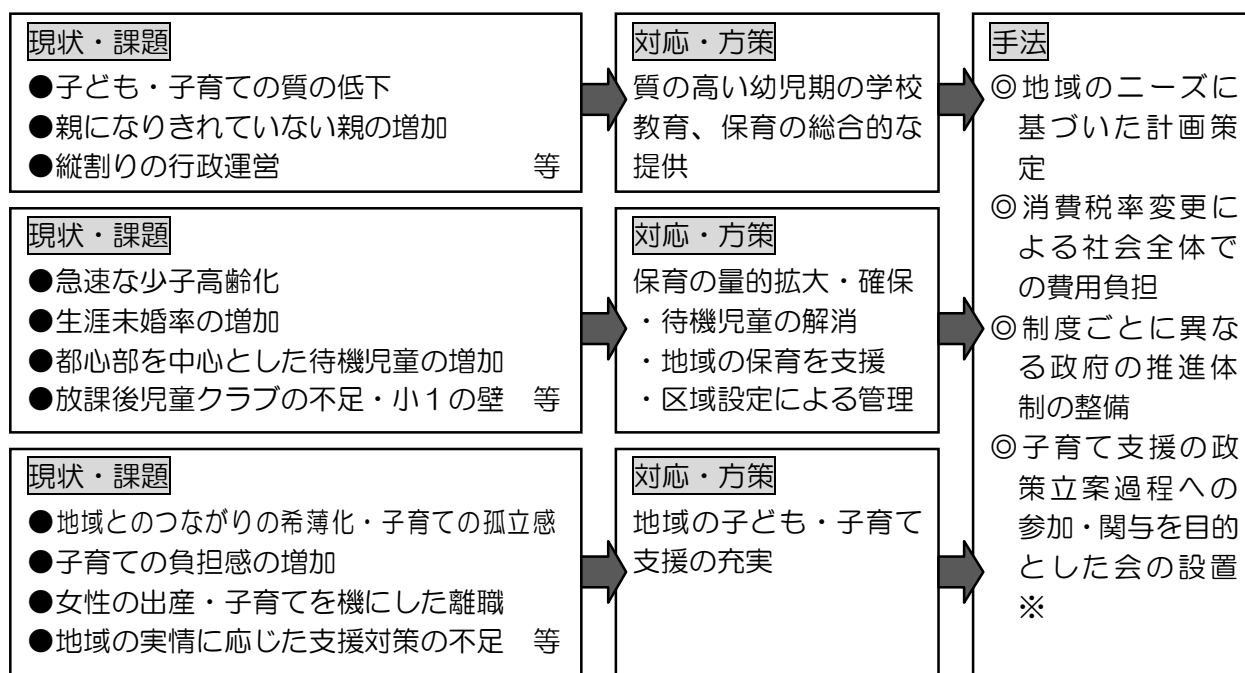 現状・課題
●子ども・子育ての質の低下
●親になりきれていない親の増加
●縦割りの行政運営　等
対応・方策
質の高い幼児期の学校
教育、保育の総合的な
提供
現状・課題
●急速な少子高齢化
●生涯未婚率の増加
●都心部を中心とした待機児童の増加
●放課後児童クラブの不足・小１の壁　等
対応・方策
保育の量的拡大・確保
・待機児童の解消
・地域の保育を支援
・区域設定による管理
現状・課題
●地域とのつながりの希薄化・子育ての孤立感
●子育ての負担感の増加
●女性の出産・子育てを機にした離職
●地域の実情に応じた支援対策の不足　等
対応・方策
地域の子ども・子育て
支援の充実
手法
◎地域のニーズに
基づいた計画策
定
◎消費税率変更に
よる社会全体で
の費用負担
◎制度ごとに異な
る政府の推進体
制の整備
◎子育て支援の政
策立案過程への
参加・関与を目的
とした会の設置
※